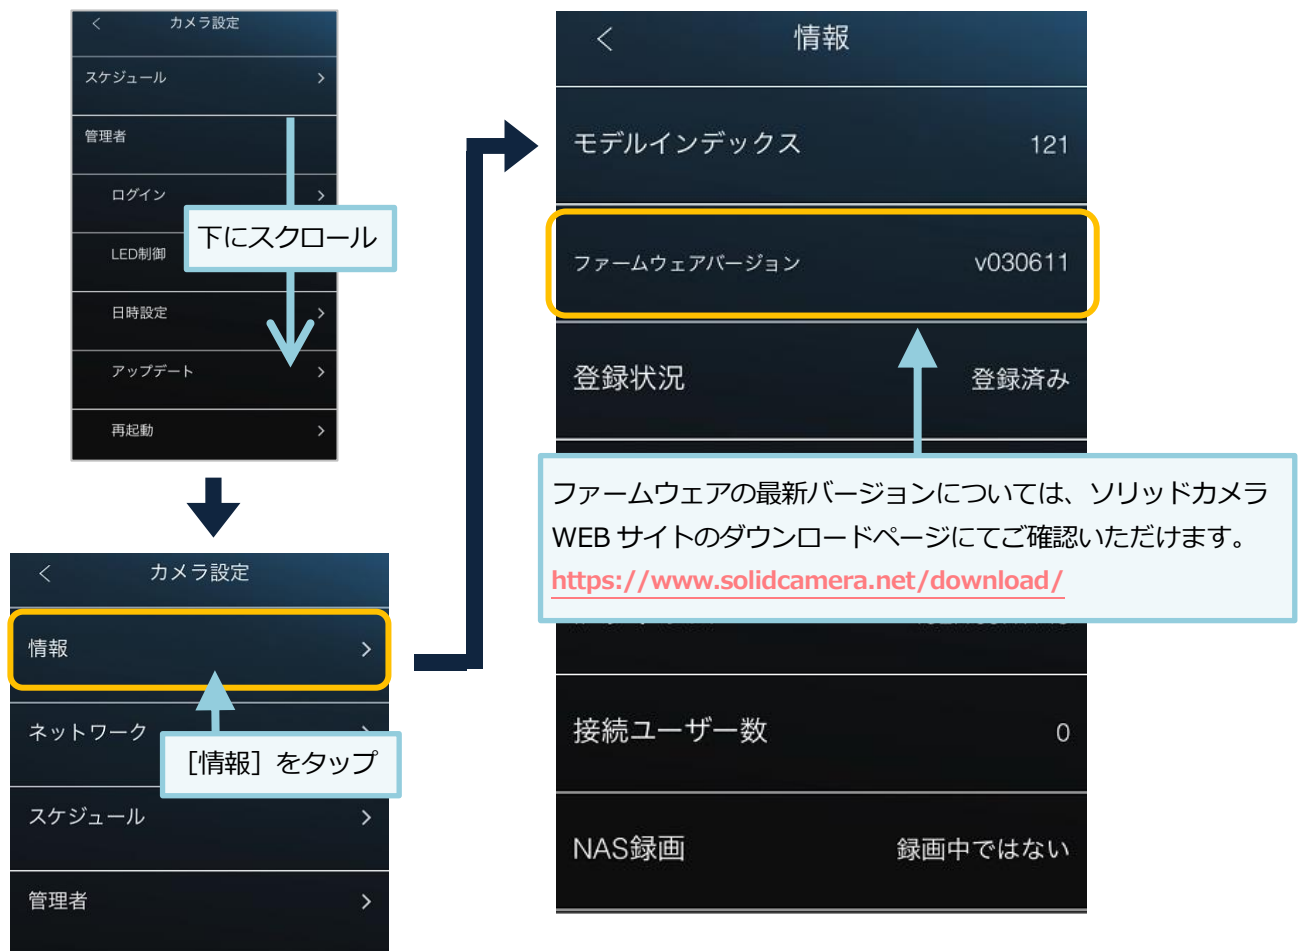 カメラ設定
スケジュール
管理者
ログイン
LED制御
日時設定
アップデート
再起動
下にスクロール
カメラ設定
情報
ネットワーク
スケジュール
管理者
［情報］をタップ
情報
モデルインデックス 121
ファームウェアバージョン v030611
登録状況 登録済み
ファームウェアの最新バージョンについては、ソリッドカメラ
WEB サイトのダウンロードページにてご確認いただけます。
https://www.solidcamera.net/download/
接続ユーザー数 0
NAS録画 録画中ではない